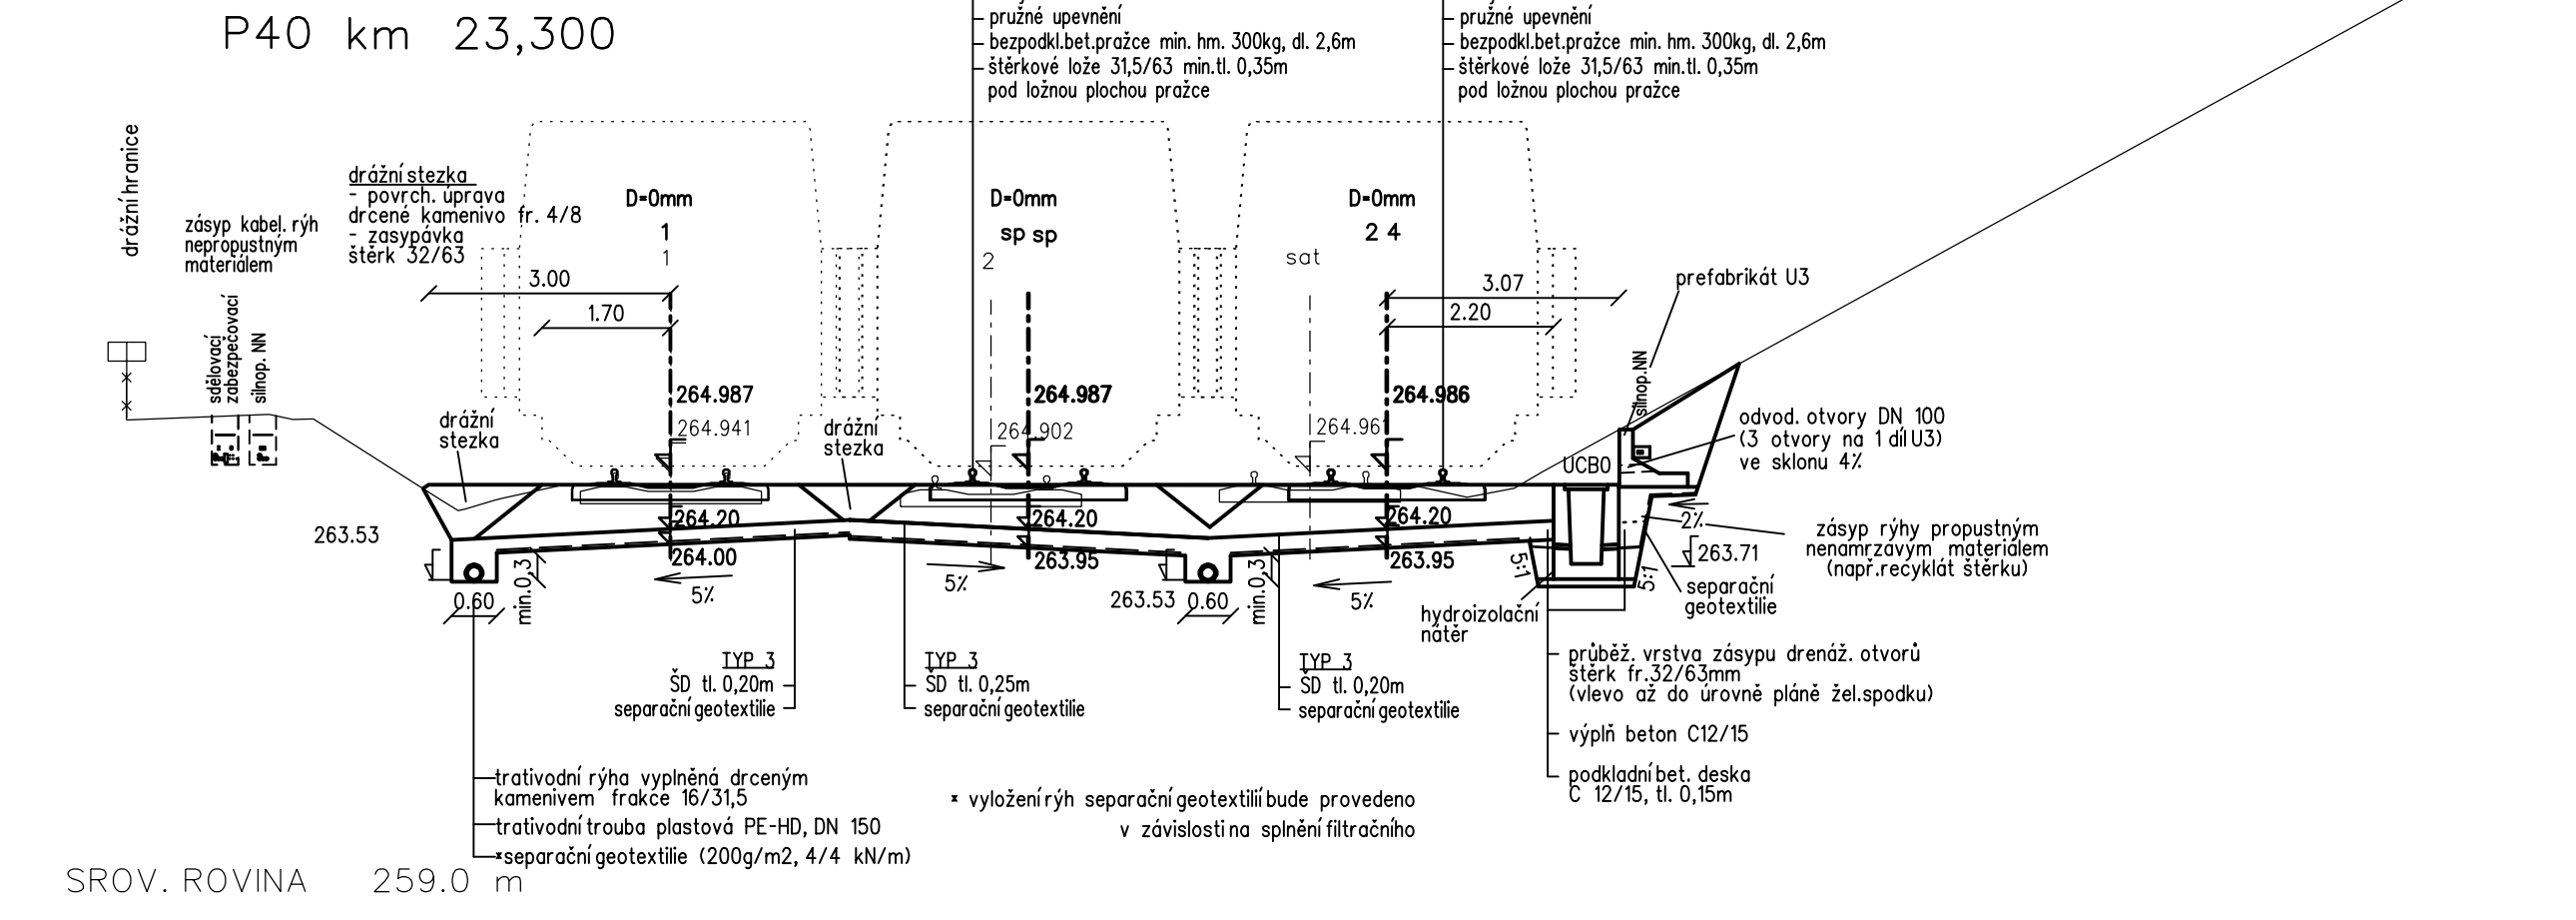 P40 km 23,300
pružné upevnění
bezpodkl.bet.pražce min. hm. 300kg, dl. 2,6m
štěrkové lože 31,5/63 min.tl. 0,35m
pod ložnou plochou pražce
pružné upevnění
bezpodkl.bet.pražce min. hm. 300kg, dl. 2,6m
štěrkové lože 31,5/63 min.tl. 0,35m
pod ložnou plochou pražce
drážní hranice
zásyp kabel. rýh
nepropustným
materiálem
drážní stezka
- povrch. úprava
drcené kamenivo fr. 4/8
- zasypávka
štěrk 32/63
D=0mm
1
1
D=0mm
sp sp
2
D=0mm
2 4
sat
3.00
1.70
3.07
2.20
prefabrikát U3
sdělovací
zabezpečovací
silnop. NN
silnop.NN
264.987
264.941
264.987
264.902
264.986
264.961
drážní
stezka
drážní
stezka
UCB0
odvod. otvory DN 100
(3 otvory na 1 díl U3)
ve sklonu 4%
263.53
264.20
264.00
264.20
263.95
264.20
263.95
2%
263.71
zásyp rýhy propustným
nenamrzavým materiálem
(např.recyklát štěrku)
0.60
min.0,3
5%
5%
263.53
0.60
min.0,3
5%
5:1
5:1
separační
geotextilie
hydroizolační
nátěr
TYP 3
ŠD tl. 0,20m
separační geotextilie
TYP 3
ŠD tl. 0,25m
separační geotextilie
TYP 3
ŠD tl. 0,20m
separační geotextilie
průběž. vrstva zásypu drenáž. otvorů
štěrk fr.32/63mm
(vlevo až do úrovně pláně žel.spodku)
výplň beton C12/15
podkladní bet. deska
C 12/15, tl. 0,15m
trativodní rýha vyplněná drceným
kamenivem frakce 16/31,5
trativodní trouba plastová PE-HD, DN 150
*separační geotextilie (200g/m2, 4/4 kN/m)
* vyložení rýh separační geotextilií bude provedeno
v závislosti na splnění filtračního
SROV. ROVINA 259.0 m